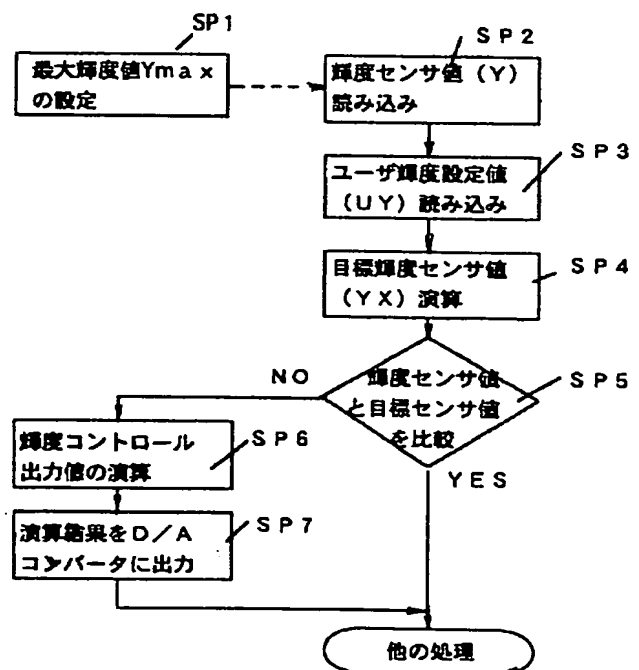 SP1
最大輝度値Ymax
の設定
SP2
輝度センサ値(Y)
読み込み
SP3
ユーザ輝度設定値
(UY)読み込み
SP4
目標輝度センサ値
(YX)演算
SP5
輝度センサ値
と目標センサ値
を比較
NO
YES
SP6
輝度コントロール
出力値の演算
SP7
演算結果をD/A
コンバータに出力
他の処理